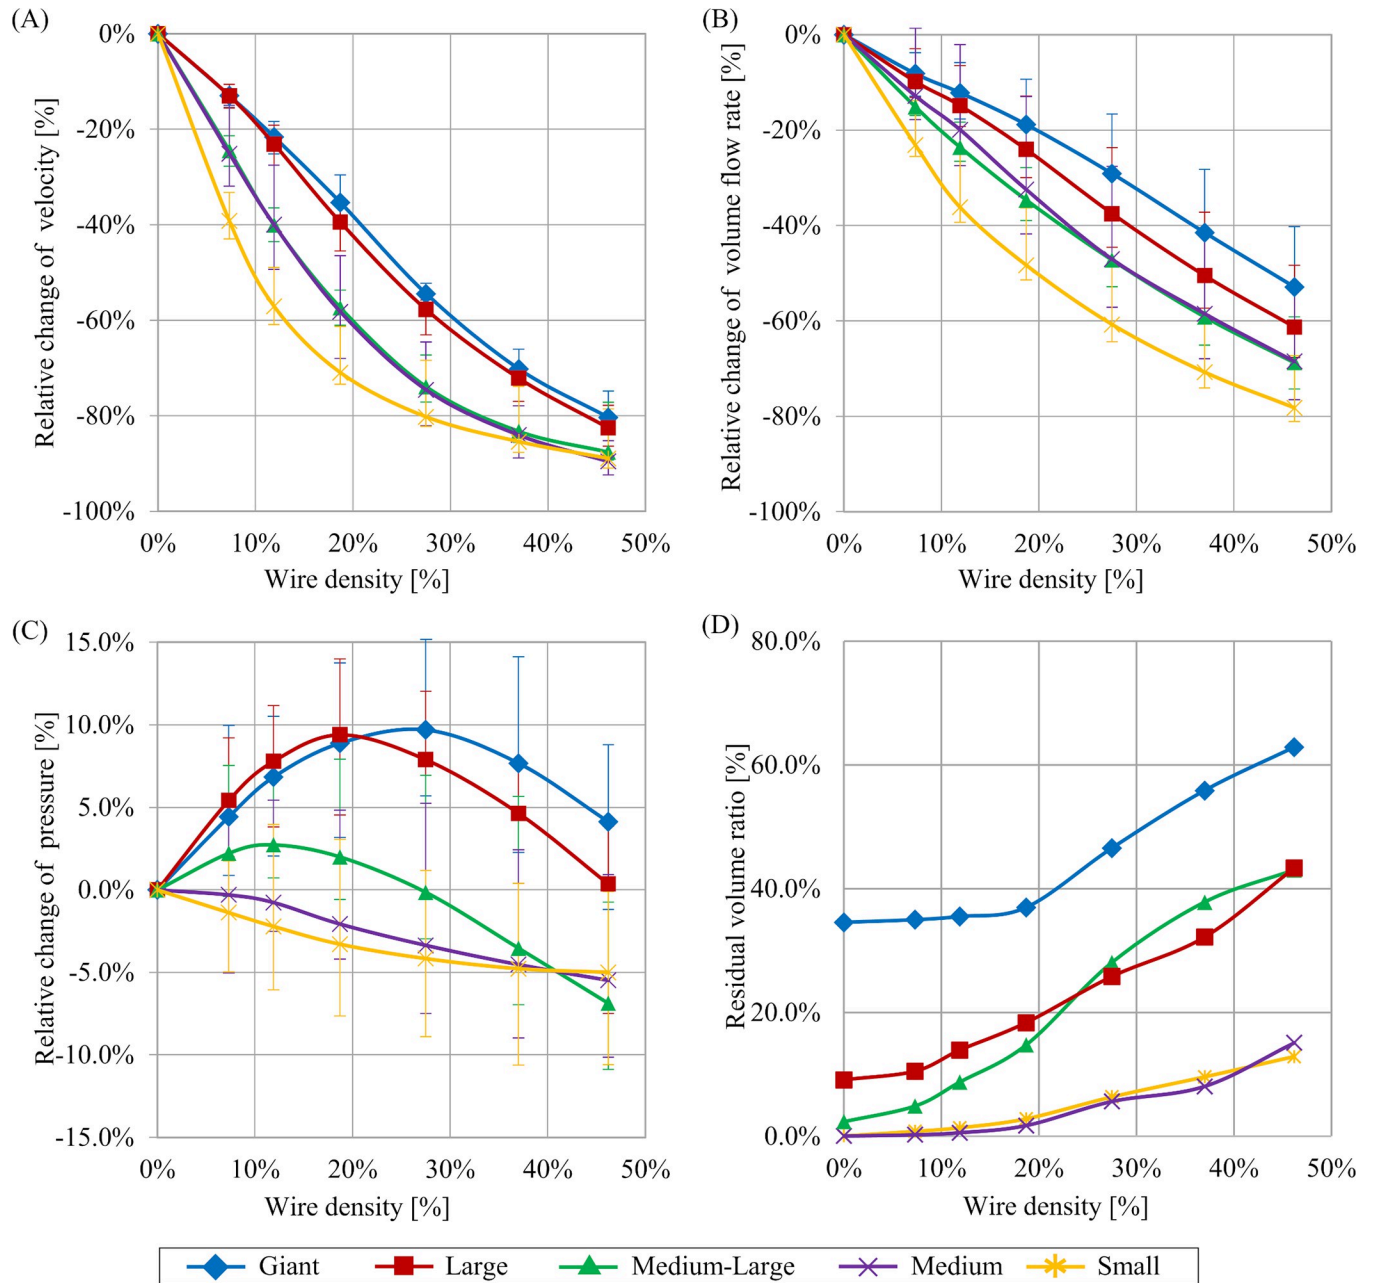 (A)
Relative change of velocity [%]
0%
-20%
-40%
-60%
-80%
-100%
0% 10% 20% 30% 40% 50%
Wire density [%]
(B)
Relative change of volume flow rate [%]
0%
-20%
-40%
-60%
-80%
-100%
0% 10% 20% 30% 40% 50%
Wire density [%]
(C)
Relative change of pressure [%]
15.0%
10.0%
5.0%
0.0%
-5.0%
-10.0%
-15.0%
0% 10% 20% 30% 40% 50%
Wire density [%]
(D)
Residual volume ratio [%]
80.0%
60.0%
40.0%
20.0%
0.0%
0% 10% 20% 30% 40% 50%
Wire density [%]
Giant Large Medium-Large Medium Small